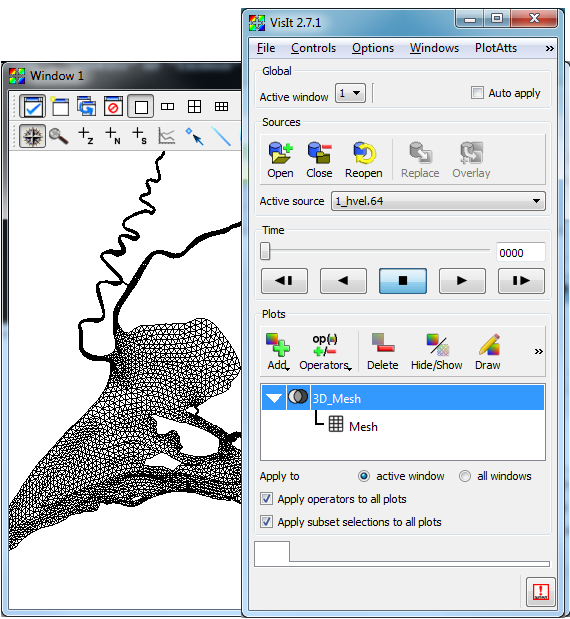 VisIt 2.7.1
File Controls Options Windows PlotAtts »
Global
Active window 1 Auto apply
Sources
Open Close Reopen Replace Overlay
Active source 1_hvel.64
Time
0000
Plots
op(u)
Add Operators Delete Hide/Show Draw »
3D_Mesh
Mesh
Apply to active window all windows
Apply operators to all plots
Apply subset selections to all plots
Window 1
Z N S